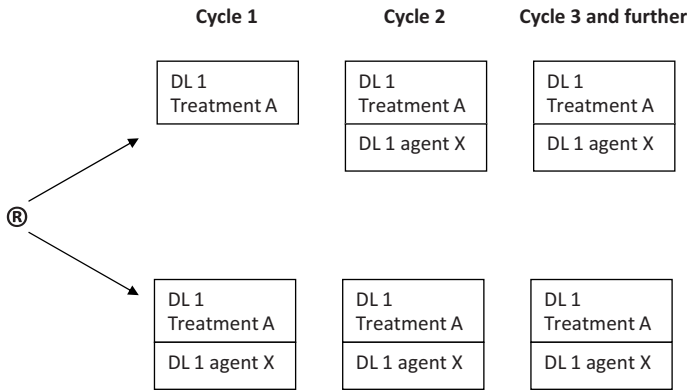 Cycle 1
Cycle 2
Cycle 3 and further
DL 1
Treatment A
DL 1
Treatment A
DL 1 agent X
DL 1
Treatment A
DL 1 agent X
®
DL 1
Treatment A
DL 1 agent X
DL 1
Treatment A
DL 1 agent X
DL 1
Treatment A
DL 1 agent X